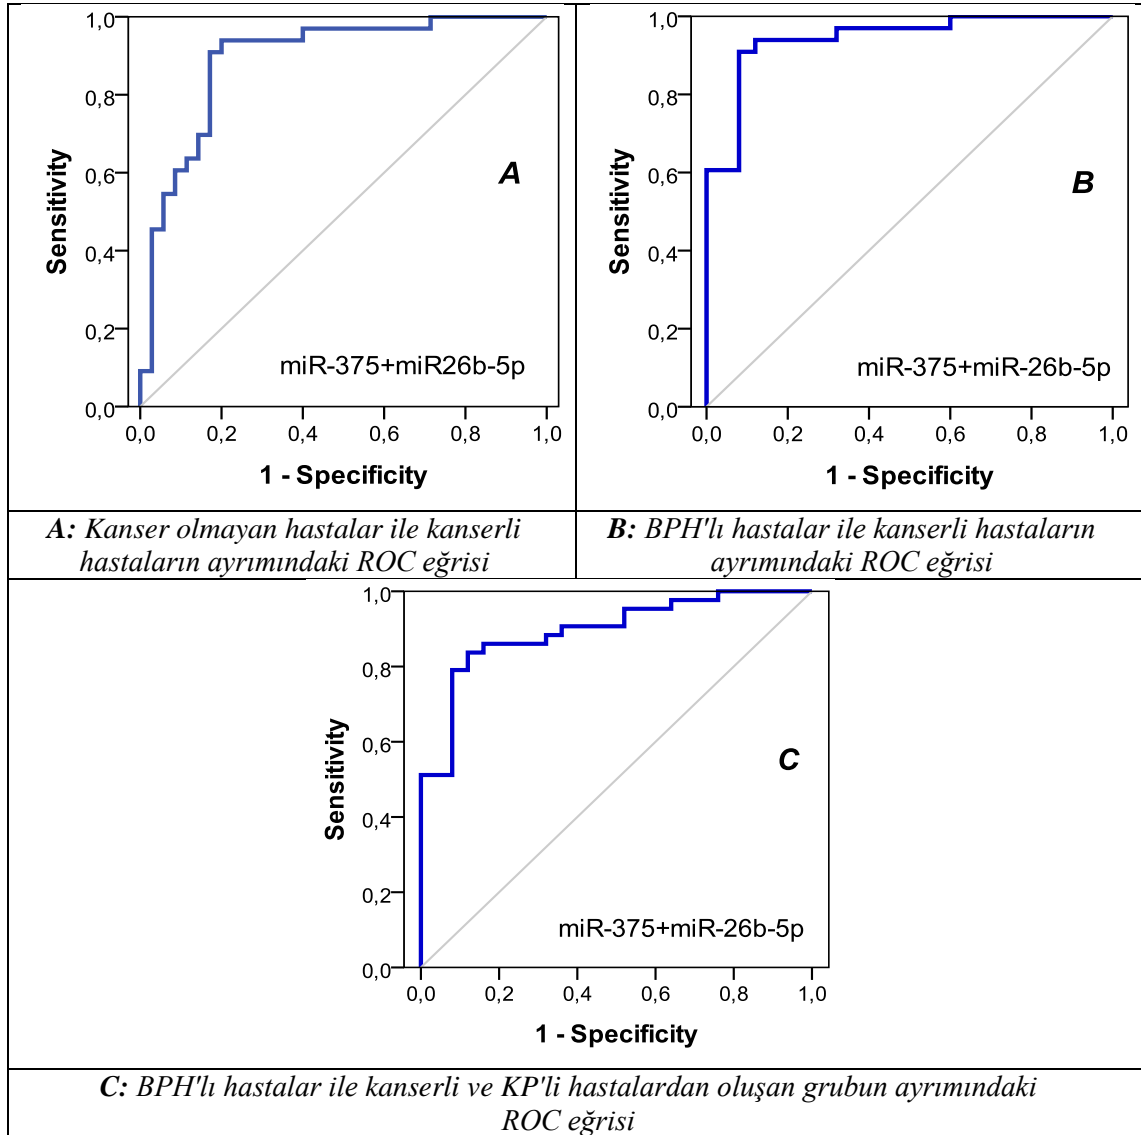 1,0
0,8
0,6
0,4
0,2
0,0
Sensitivity
A
miR-375+miR26b-5p
0,0 0,2 0,4 0,6 0,8 1,0
1 - Specificity
1,0
0,8
0,6
0,4
0,2
0,0
Sensitivity
B
miR-375+miR-26b-5p
0,0 0,2 0,4 0,6 0,8 1,0
1 - Specificity
A: Kanser olmayan hastalar ile kanserli
hastaların ayrımındaki ROC eğrisi
B: BPH'lı hastalar ile kanserli hastaların
ayrımındaki ROC eğrisi
1,0
0,8
0,6
0,4
0,2
0,0
Sensitivity
C
miR-375+miR-26b-5p
0,0 0,2 0,4 0,6 0,8 1,0
1 - Specificity
C: BPH'lı hastalar ile kanserli ve KP'li hastalardan oluşan grubun ayrımındaki
ROC eğrisi